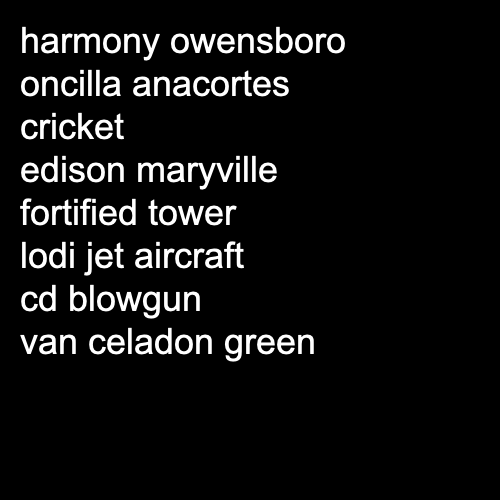 harmony owensboro
oncilla anacortes
cricket
edison maryville
fortified tower
lodi jet aircraft
cd blowgun
van celadon green